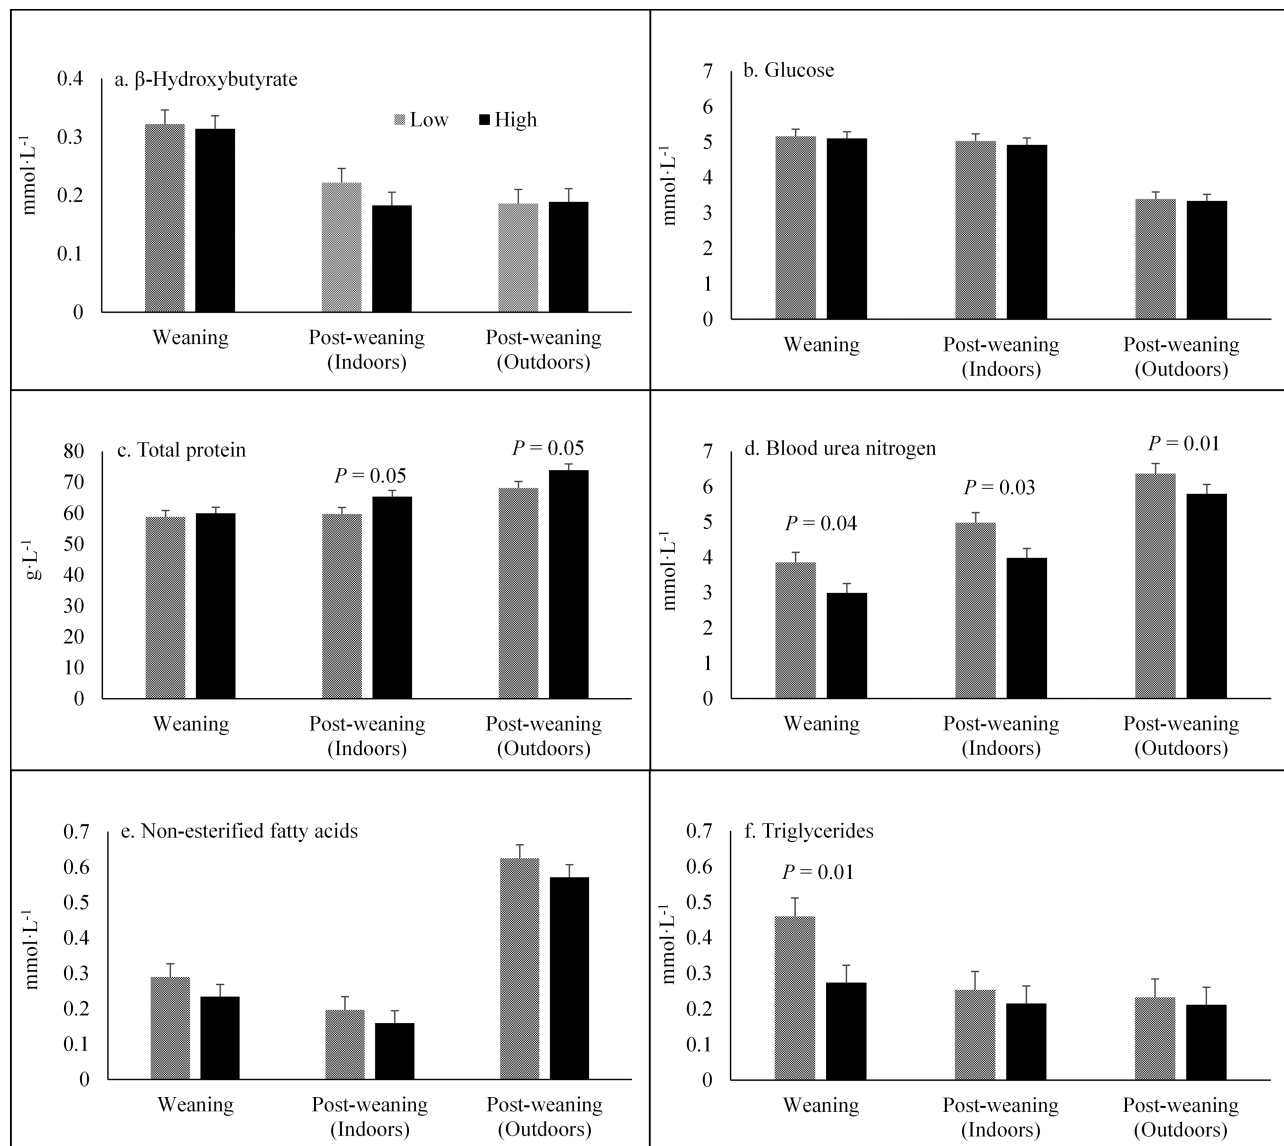 a. β-Hydroxybutyrate
Low High
mmol·L-1
0.4
0.3
0.2
0.1
0
Weaning
Post-weaning
(Indoors)
Post-weaning
(Outdoors)
b. Glucose
mmol·L-1
7
6
5
4
3
2
1
0
Weaning
Post-weaning
(Indoors)
Post-weaning
(Outdoors)
c. Total protein
P = 0.05
P = 0.05
g·L-1
80
70
60
50
40
30
20
10
0
Weaning
Post-weaning
(Indoors)
Post-weaning
(Outdoors)
d. Blood urea nitrogen
P = 0.04
P = 0.03
P = 0.01
mmol·L-1
7
6
5
4
3
2
1
0
Weaning
Post-weaning
(Indoors)
Post-weaning
(Outdoors)
e. Non-esterified fatty acids
mmol·L-1
0.7
0.6
0.5
0.4
0.3
0.2
0.1
0
Weaning
Post-weaning
(Indoors)
Post-weaning
(Outdoors)
f. Triglycerides
P = 0.01
mmol·L-1
0.7
0.6
0.5
0.4
0.3
0.2
0.1
0
Weaning
Post-weaning
(Indoors)
Post-weaning
(Outdoors)